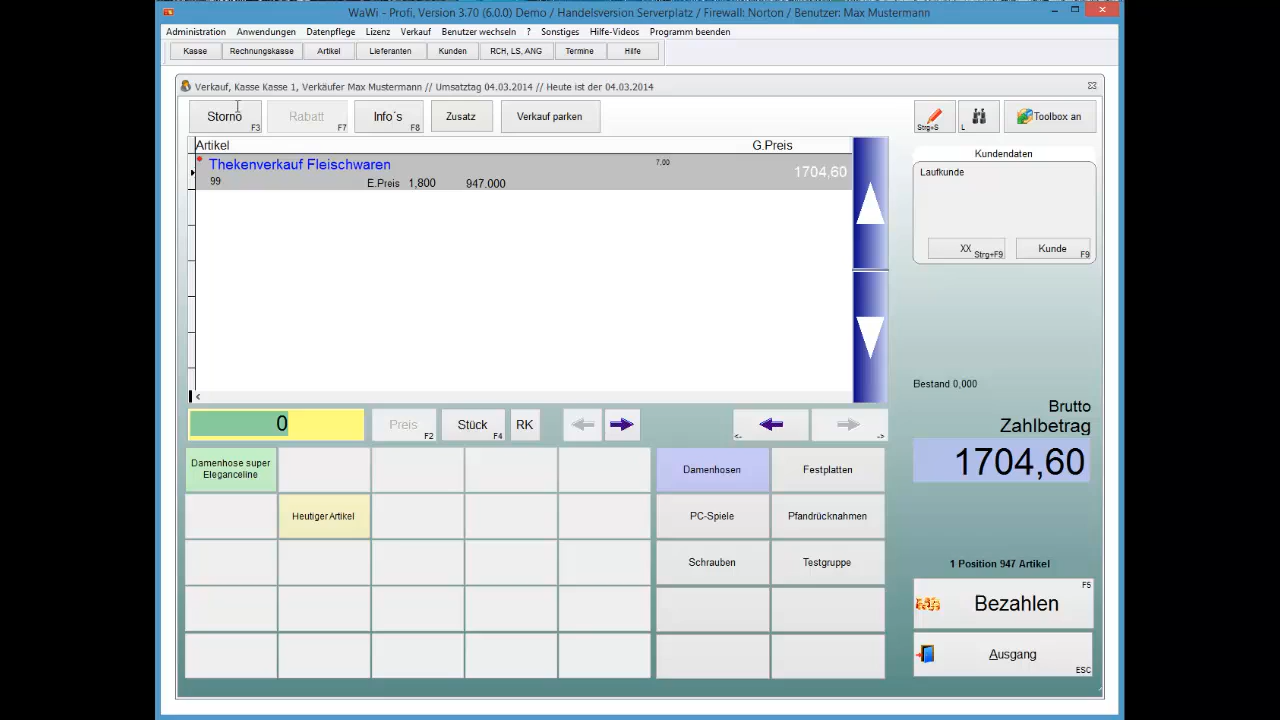 WaWi - Profi, Version 3.70 (6.0.0) Demo / Handelsversion Serverplatz / Firewall: Norton / Benutzer: Max Mustermann
Administration Anwendungen Datenpflege Lizenz Verkauf Benutzer wechseln ? Sonstiges Hilfe-Videos Programm beenden
Kasse Rechnungskasse Artikel Lieferanten Kunden RCH, LS, ANG Termine Hilfe
Verkauf, Kasse Kasse 1, Verkäufer Max Mustermann // Umsatztag 04.03.2014 // Heute ist der 04.03.2014
Storno F3 Rabatt F7 Info´s F8 Zusatz Verkauf parken Strg+S L Toolbox an
Artikel G.Preis
Kundendaten
Thekenverkauf Fleischwaren 7.00 1704,60
99 E.Preis 1,800 947.000
Laufkunde
XX Strg+F9 Kunde F9
Bestand 0,000
<
Brutto
Zahlbetrag
0 Preis F2 Stück F4 RK <- ->
1704,60
Damenhose super
Eleganceline
Damenhosen Festplatten
Heutiger Artikel PC-Spiele Pfandrücknahmen
Schrauben Testgruppe
1 Position 947 Artikel
Bezahlen F5
Ausgang ESC